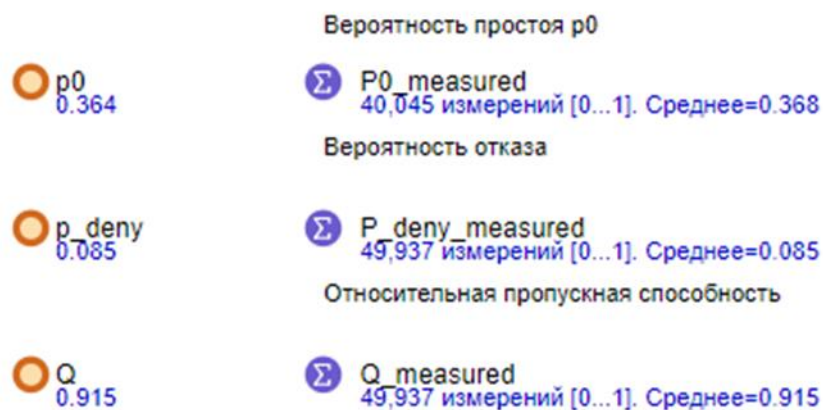 Вероятность простоя p0
p0
0.364
P0_measured
40,045 измерений [0...1]. Среднее=0.368
Вероятность отказа
p_deny
0.085
P_deny_measured
49,937 измерений [0...1]. Среднее=0.085
Относительная пропускная способность
Q
0.915
Q_measured
49,937 измерений [0...1]. Среднее=0.915